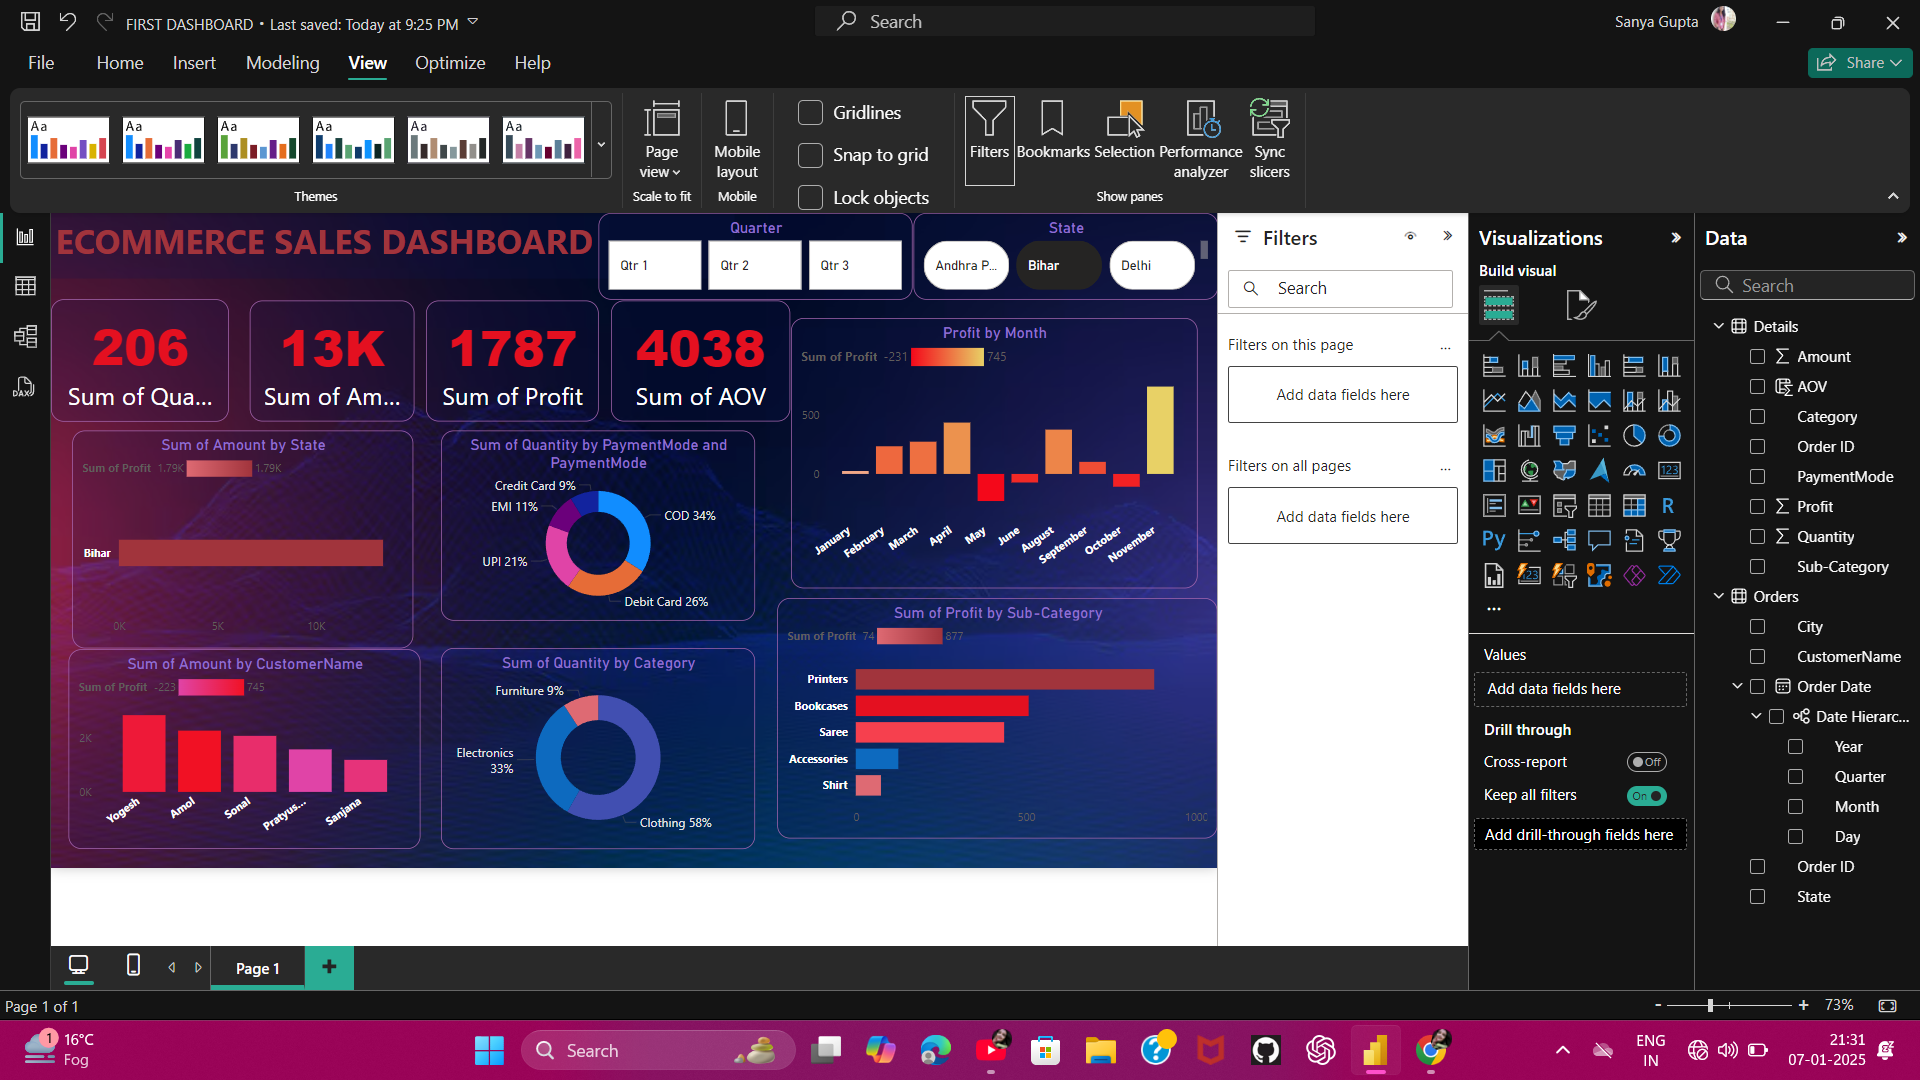 FIRST DASHBOARD • Last saved: Today at 9:25 PM
Search
Sanya Gupta
File
Home
Insert
Modeling
View
Optimize
Help
Share
Aa
Aa
Aa
Aa
Aa
Aa
Themes
Page
view
Scale to fit
Mobile
layout
Mobile
Gridlines
Snap to grid
Lock objects
Filters
Bookmarks
Selection
Performance
analyzer
Sync
slicers
Show panes
ECOMMERCE SALES DASHBOARD
Quarter
Qtr 1
Qtr 2
Qtr 3
State
Andhra P...
Bihar
Delhi
206
Sum of Qua...
13K
Sum of Am...
1787
Sum of Profit
4038
Sum of AOV
Profit by Month
Sum of Profit -231 745
500
0
January
February
March
April
May
June
August
September
October
November
Sum of Amount by State
Sum of Profit 1.79K 1.79K
Bihar
0K 5K 10K
Sum of Quantity by PaymentMode and
PaymentMode
Credit Card 9%
EMI 11%
COD 34%
UPI 21%
Debit Card 26%
Sum of Profit by Sub-Category
Sum of Profit 74 877
Printers
Bookcases
Saree
Accessories
Shirt
0 500 1000
Sum of Amount by CustomerName
Sum of Profit -223 745
2K
0K
Yogesh
Amol
Sonal
Pratyus...
Sanjana
Sum of Quantity by Category
Furniture 9%
Electronics
33%
Clothing 58%
Filters
Search
Filters on this page ...
Add data fields here
Filters on all pages ...
Add data fields here
Visualizations
Build visual
123
R
Py
123
...
Values
Add data fields here
Drill through
Cross-report
Off
Keep all filters
On
Add drill-through fields here
Data
Search
Details
Amount
AOV
Category
Order ID
PaymentMode
Profit
Quantity
Sub-Category
Orders
City
CustomerName
Order Date
Date Hierarc...
Year
Quarter
Month
Day
Order ID
State
DAX
Page 1
+
Page 1 of 1
- + 73%
1
16°C
Fog
Search
ENG
IN
21:31
07-01-2025